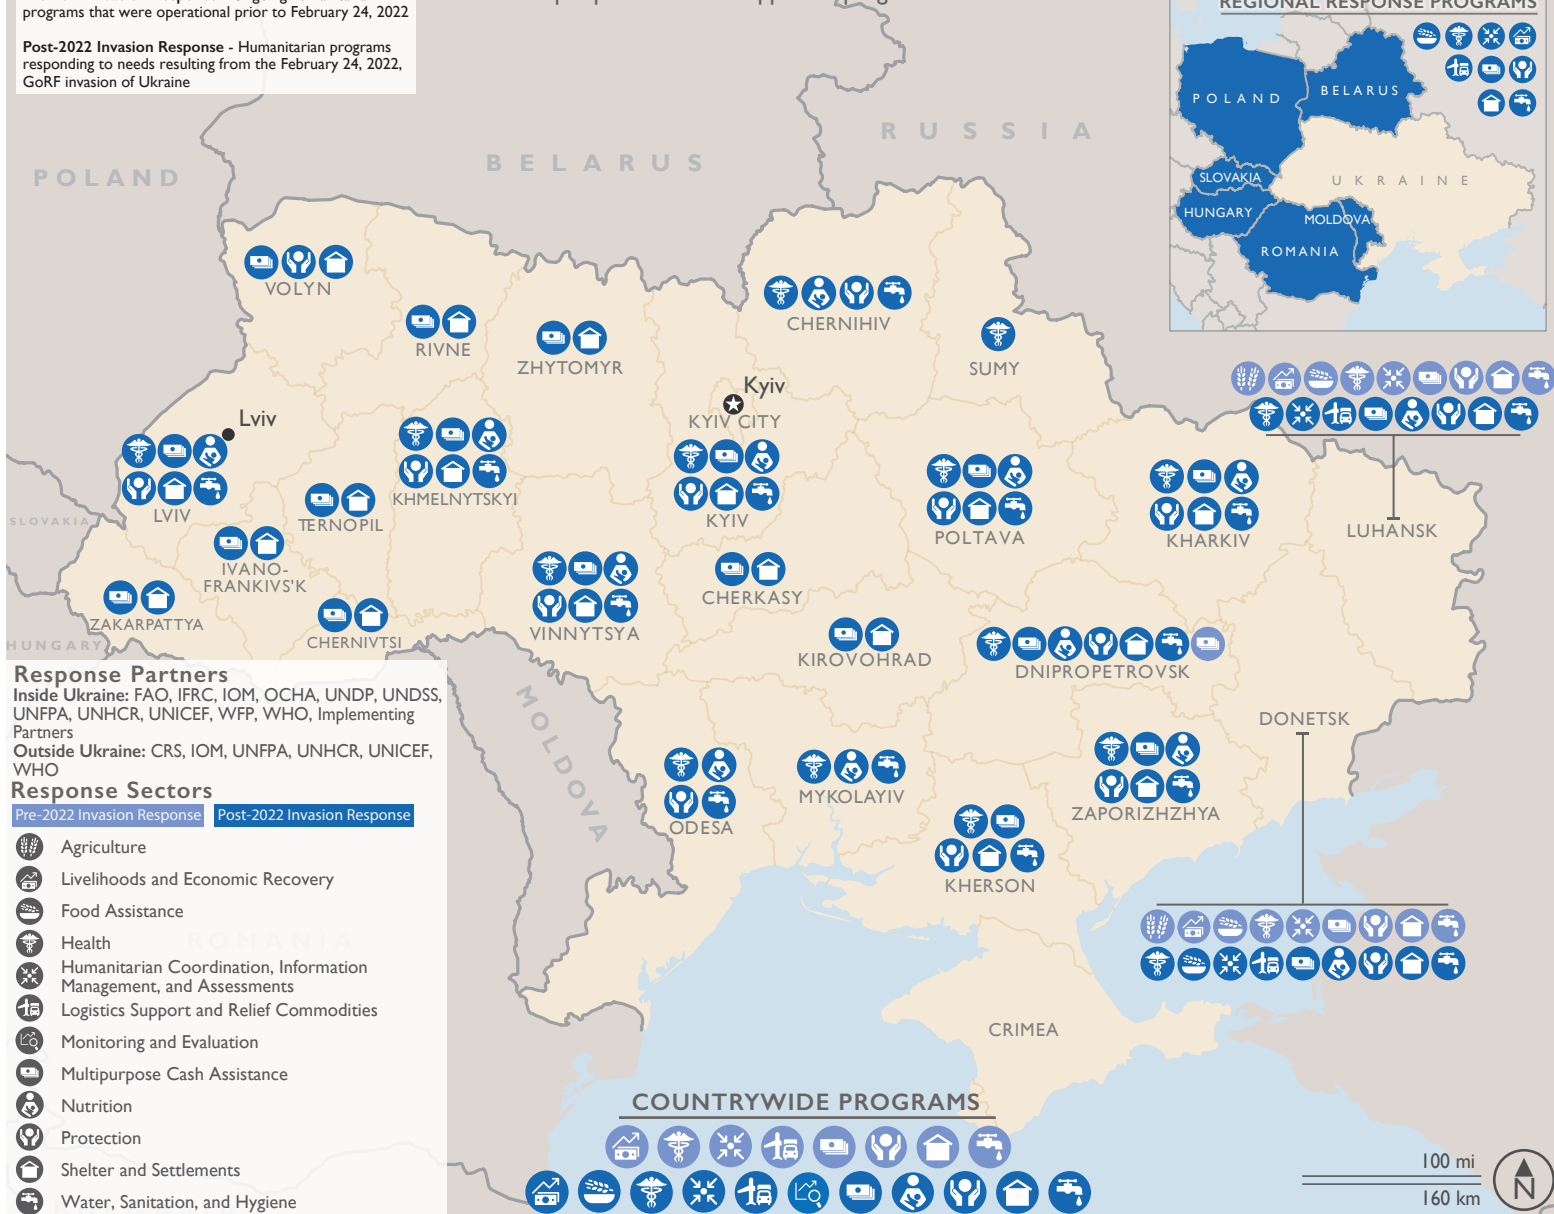 programs that were operational prior to February 24, 2022
Post-2022 Invasion Response - Humanitarian programs
responding to needs resulting from the February 24, 2022,
GoRF invasion of Ukraine
REGIONAL RESPONSE PROGRAMS
POLAND
BELARUS
SLOVAKIA
UKRAINE
HUNGARY
MOLDOVA
ROMANIA
RUSSIA
BELARUS
POLAND
VOLYN
RIVNE
ZHYTOMYR
CHERNIHIV
SUMY
Kyiv
KYIV CITY
Lviv
LVIV
TERNOPIL
KHMELNYTSKYI
KYIV
POLTAVA
KHARKIV
LUHANSK
SLOVAKIA
IVANO-
FRANKIVS'K
ZAKARPATTYA
CHERNIVTSI
VINNYTSYA
CHERKASY
HUNGARY
KIROVOHRAD
DNIPROPETROVSK
DONETSK
MOLDOVA
ODESA
MYKOLAYIV
ZAPORIZHZHYA
KHERSON
CRIMEA
Response Partners
Inside Ukraine: FAO, IFRC, IOM, OCHA, UNDP, UNDSS,
UNFPA, UNHCR, UNICEF, WFP, WHO, Implementing
Partners
Outside Ukraine: CRS, IOM, UNFPA, UNHCR, UNICEF,
WHO
Response Sectors
Pre-2022 Invasion Response Post-2022 Invasion Response
Agriculture
Livelihoods and Economic Recovery
Food Assistance
Health
ROMANIA
Humanitarian Coordination, Information
Management, and Assessments
Logistics Support and Relief Commodities
Monitoring and Evaluation
Multipurpose Cash Assistance
Nutrition
Protection
Shelter and Settlements
Water, Sanitation, and Hygiene
COUNTRYWIDE PROGRAMS
100 mi
160 km
N